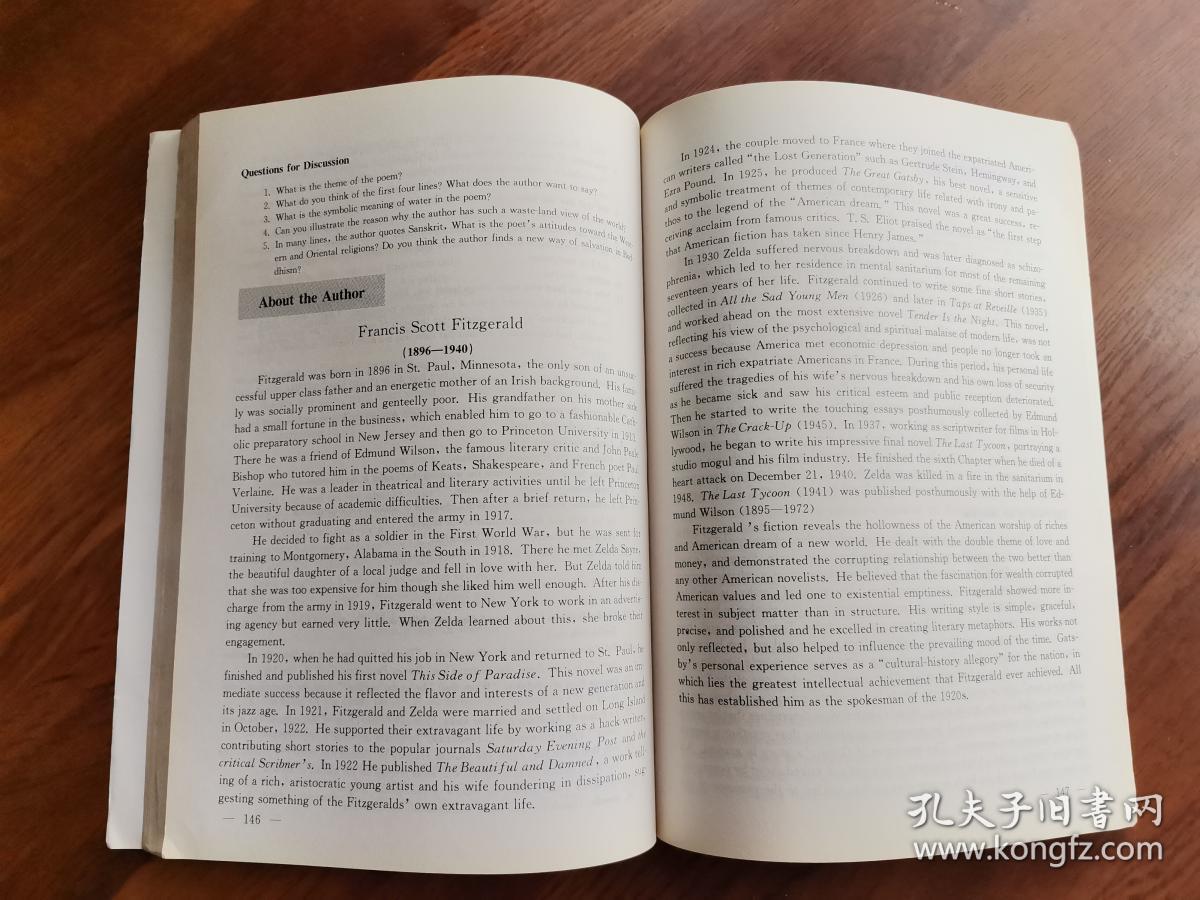 Questions for Discussion
1. What is the theme of the poem?
2. What do you think of the first four lines? What does the author want to say?
3. What is the symbolic meaning of water in the poem?
4. Can you illustrate the reason why the author has such a waste-land view of the world?
5. In many lines, the author quotes Sanskrit, What is the poet's attitudes toward the West-
ern and Oriental religions? Do you think the author finds a new way of salvation in Bud-
dhism?
About the Author
Francis Scott Fitzgerald
(1896—1940)
Fitzgerald was born in 1896 in St. Paul, Minnesota, the only son of an unsuc-
cessful upper class father and an energetic mother of an Irish background. His fami-
ly was socially prominent and genteelly poor. His grandfather on his mother side
had a small fortune in the business, which enabled him to go to a fashionable Cath-
olic preparatory school in New Jersey and then go to Princeton University in 1913.
There he was a friend of Edmund Wilson, the famous literary critic and John Peale
Bishop who tutored him in the poems of Keats, Shakespeare, and French poet Paul
Verlaine. He was a leader in theatrical and literary activities until he left Princeton
University because of academic difficulties. Then after a brief return, he left Prin-
ceton without graduating and entered the army in 1917.
He decided to fight as a soldier in the First World War, but he was sent for
training to Montgomery, Alabama in the South in 1918. There he met Zelda Sayre,
the beautiful daughter of a local judge and fell in love with her. But Zelda told him
that she was too expensive for him though she liked him well enough. After his dis-
charge from the army in 1919, Fitzgerald went to New York to work in an advertis-
ing agency but earned very little. When Zelda learned about this, she broke their
engagement.
In 1920, when he had quitted his job in New York and returned to St. Paul, he
finished and published his first novel This Side of Paradise. This novel was an im-
mediate success because it reflected the flavor and interests of a new generation and
its jazz age. In 1921, Fitzgerald and Zelda were married and settled on Long Island
in October, 1922. He supported their extravagant life by working as a hack writer,
contributing short stories to the popular journals Saturday Evening Post and the
critical Scribner's. In 1922 He published The Beautiful and Damned, a work tell-
ing of a rich, aristocratic young artist and his wife foundering in dissipation, sug-
gesting something of the Fitzgeralds' own extravagant life.
— 146 —
In 1924, the couple moved to France where they joined the expatriated Ameri-
can writers called "the Lost Generation" such as Gertrude Stein, Hemingway, and
Ezra Pound. In 1925, he produced The Great Gatsby, his best novel, a sensitive
and symbolic treatment of themes of contemporary life related with irony and pa-
thos to the legend of the "American dream." This novel was a great success, re-
ceiving acclaim from famous critics. T. S. Eliot praised the novel as "the first step
that American fiction has taken since Henry James."
In 1930 Zelda suffered nervous breakdown and was later diagnosed as schizo-
phrenia, which led to her residence in mental sanitarium for most of the remaining
seventeen years of her life. Fitzgerald continued to write some fine short stories,
collected in All the Sad Young Men (1926) and later in Taps at Reveille (1935)
and worked ahead on the most extensive novel Tender Is the Night. This novel,
reflecting his view of the psychological and spiritual malaise of modern life, was not
a success because America met economic depression and people no longer took an
interest in rich expatriate Americans in France. During this period, his personal life
suffered the tragedies of his wife's nervous breakdown and his own loss of security
as he became sick and saw his critical esteem and public reception deteriorated.
Then he started to write the touching essays posthumously collected by Edmund
Wilson in The Crack-Up (1945). In 1937, working as scriptwriter for films in Hol-
lywood, he began to write his impressive final novel The Last Tycoon, portraying a
studio mogul and his film industry. He finished the sixth Chapter when he died of a
heart attack on December 21, 1940. Zelda was killed in a fire in the sanitarium in
1948. The Last Tycoon (1941) was published posthumously with the help of Ed-
mund Wilson (1895—1972)
Fitzgerald 's fiction reveals the hollowness of the American worship of riches
and American dream of a new world. He dealt with the double theme of love and
money, and demonstrated the corrupting relationship between the two better than
any other American novelists. He believed that the fascination for wealth corrupted
American values and led one to existential emptiness. Fitzgerald showed more in-
terest in subject matter than in structure. His writing style is simple, graceful,
precise, and polished and he excelled in creating literary metaphors. His works not
only reflected, but also helped to influence the prevailing mood of the time. Gats-
by's personal experience serves as a "cultural-history allegory" for the nation, in
which lies the greatest intellectual achievement that Fitzgerald ever achieved. All
this has established him as the spokesman of the 1920s.
— 147 —
孔夫子旧书网
www.kongfz.com